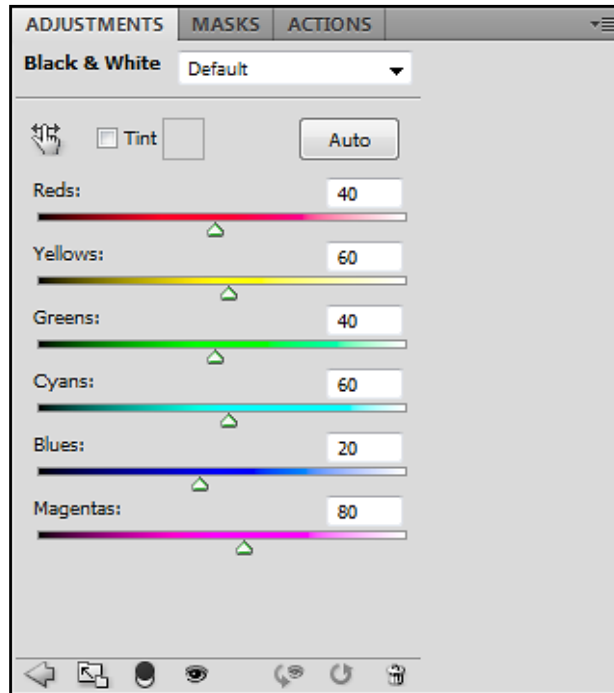 ADJUSTMENTS MASKS ACTIONS
Black & White Default
Tint Auto
Reds: 40
Yellows: 60
Greens: 40
Cyans: 60
Blues: 20
Magentas: 80